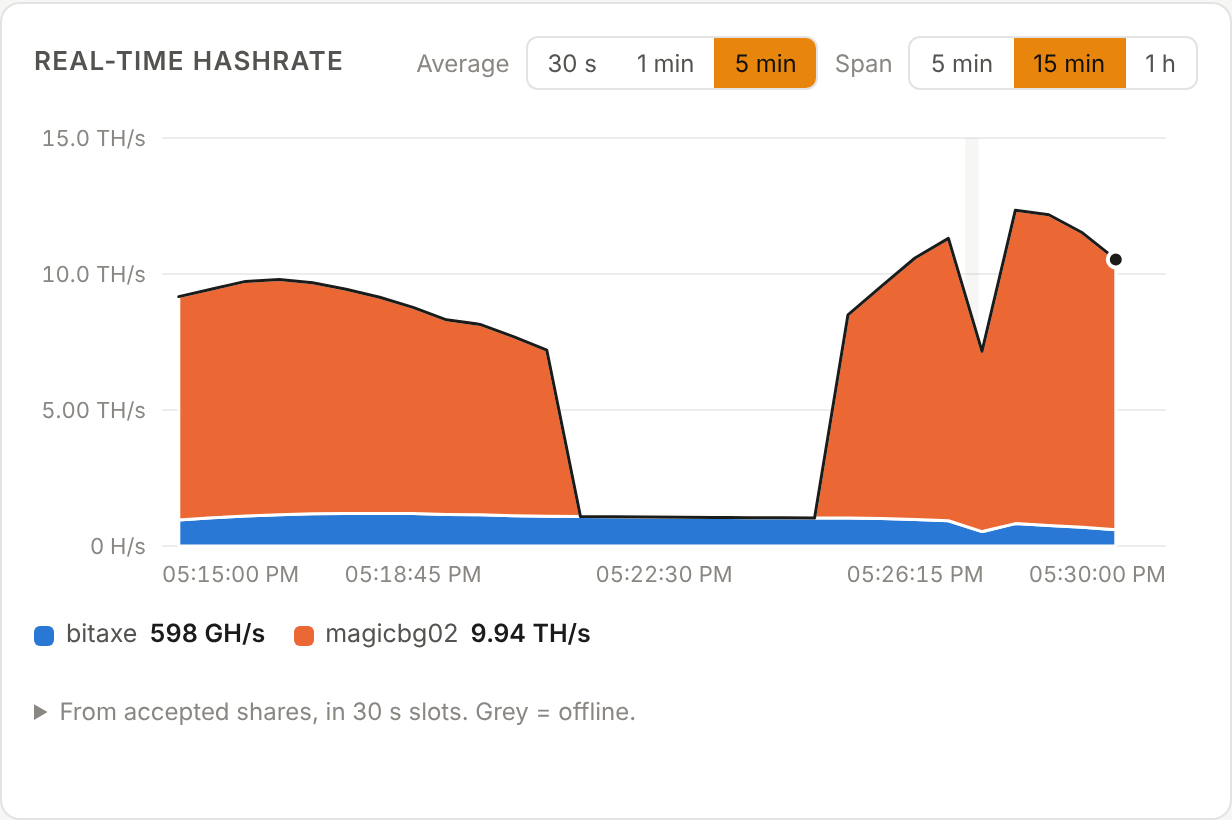 REAL-TIME HASHRATE Average 30 s 1 min 5 min Span 5 min 15 min 1 h
15.0 TH/s
10.0 TH/s
5.00 TH/s
0 H/s
05:15:00 PM 05:18:45 PM 05:22:30 PM 05:26:15 PM 05:30:00 PM
bitaxe 598 GH/s magicbg02 9.94 TH/s
From accepted shares, in 30 s slots. Grey = offline.